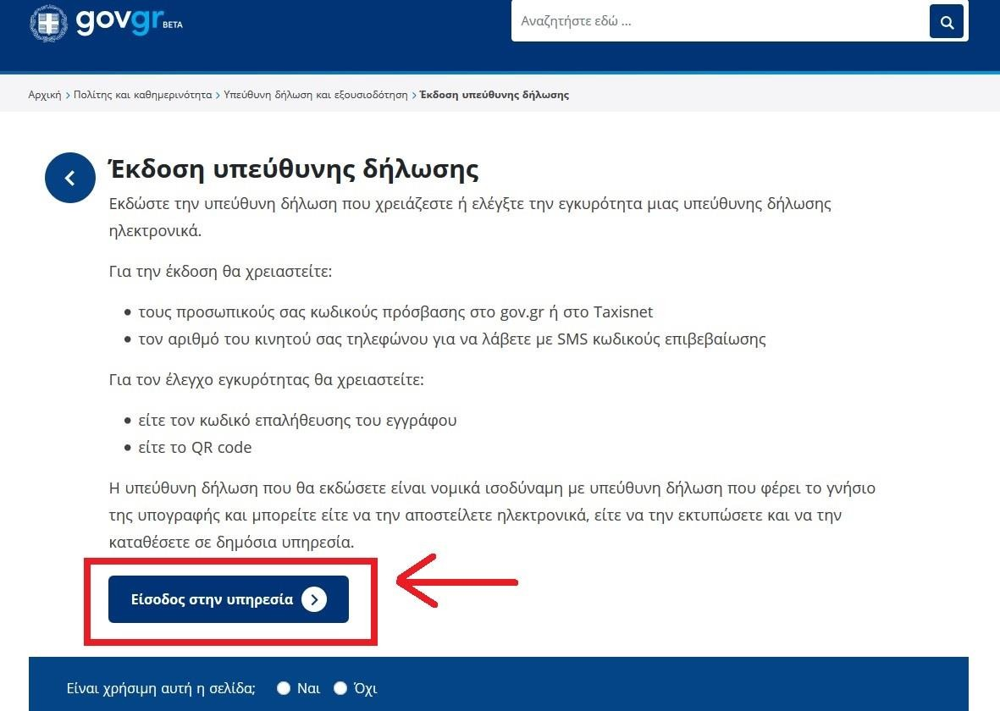 govgr BETA
Αναζητήστε εδώ ...
Αρχική > Πολίτης και καθημερινότητα > Υπεύθυνη δήλωση και εξουσιοδότηση > Έκδοση υπεύθυνης δήλωσης
Έκδοση υπεύθυνης δήλωσης
Εκδώστε την υπεύθυνη δήλωση που χρειάζεστε ή ελέγξτε την εγκυρότητα μιας υπεύθυνης δήλωσης
ηλεκτρονικά.
Για την έκδοση θα χρειαστείτε:
• τους προσωπικούς σας κωδικούς πρόσβασης στο gov.gr ή στο Taxisnet
• τον αριθμό του κινητού σας τηλεφώνου για να λάβετε με SMS κωδικούς επιβεβαίωσης
Για τον έλεγχο εγκυρότητας θα χρειαστείτε:
• είτε τον κωδικό επαλήθευσης του εγγράφου
• είτε το QR code
Η υπεύθυνη δήλωση που θα εκδώσετε είναι νομικά ισοδύναμη με υπεύθυνη δήλωση που φέρει το γνήσιο
της υπογραφής και μπορείτε είτε να την αποστείλετε ηλεκτρονικά, είτε να την εκτυπώσετε και να την
καταθέσετε σε δημόσια υπηρεσία.
Είσοδος στην υπηρεσία
Είναι χρήσιμη αυτή η σελίδα; Ναι Όχι